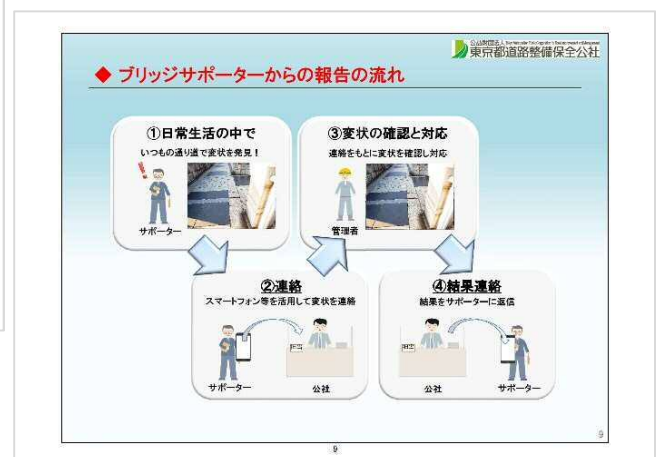 東京都道路整備保全公社
◆ ブリッジサポーターからの報告の流れ
①日常生活の中で
いつもの通り道で変状を発見！
サポーター
③変状の確認と対応
連絡をもとに変状を確認し対応
管理者
②連絡
スマートフォン等を活用して変状を連絡
サポーター
公社
④結果連絡
結果をサポーターに返信
公社
サポーター
9
9